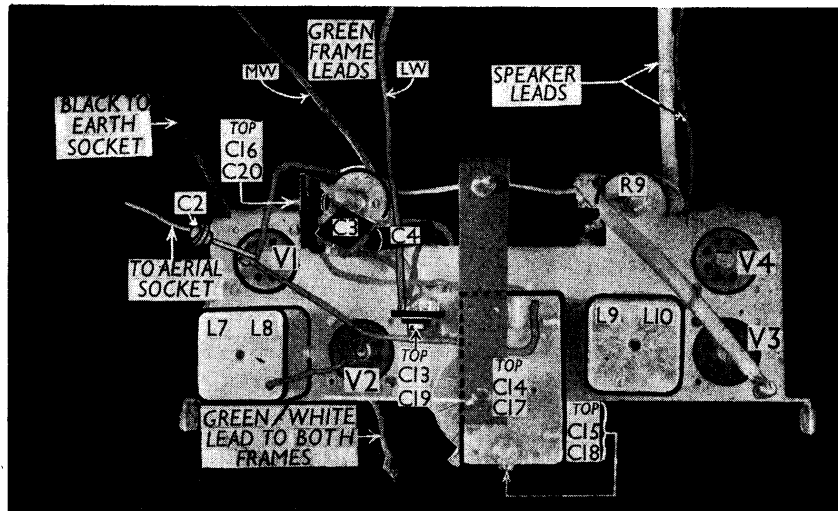 GREEN
FRAME
LEADS
MW
LW
SPEAKER
LEADS
BLACK TO
EARTH
SOCKET
TOP
C16
C20
C2
C3
C4
R9
TO AERIAL
SOCKET
V1
V4
L7 L8
V2
TOP
C13
C19
TOP
C14
C17
L9 L10
V3
TOP
C15
C18
GREEN/WHITE
LEAD TO BOTH
FRAMES